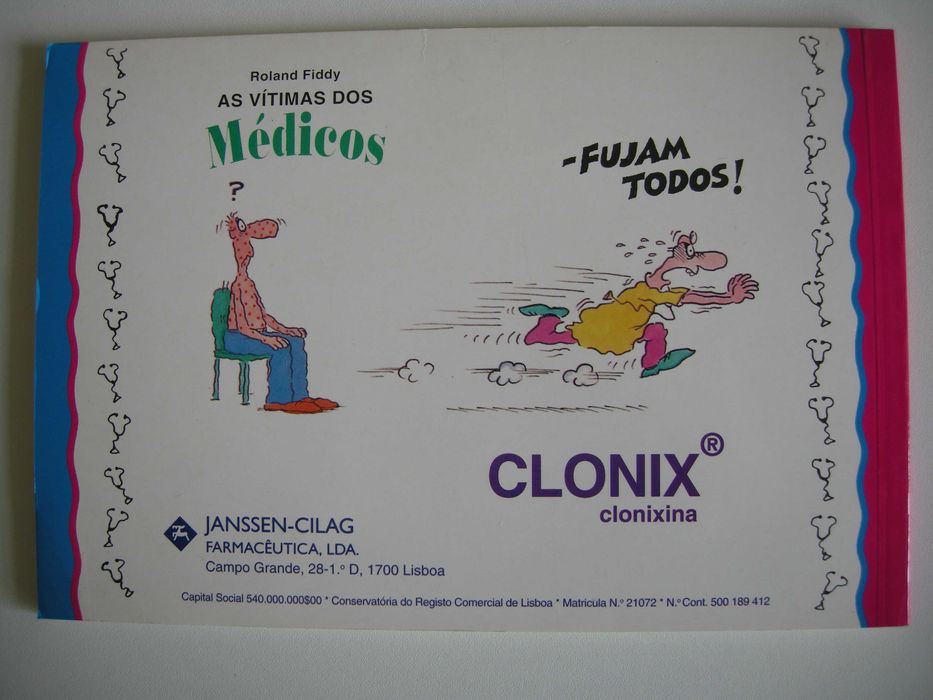 Roland Fiddy
AS VÍTIMAS DOS
Médicos
-FUJAM
TODOS!
?
CLONIX®
clonixina
JANSSEN-CILAG
FARMACÊUTICA, LDA.
Campo Grande, 28-1.º D, 1700 Lisboa
Capital Social 540.000.000$00 * Conservatória do Registo Comercial de Lisboa * Matricula N.º 21072 * N.º Cont. 500 189 412